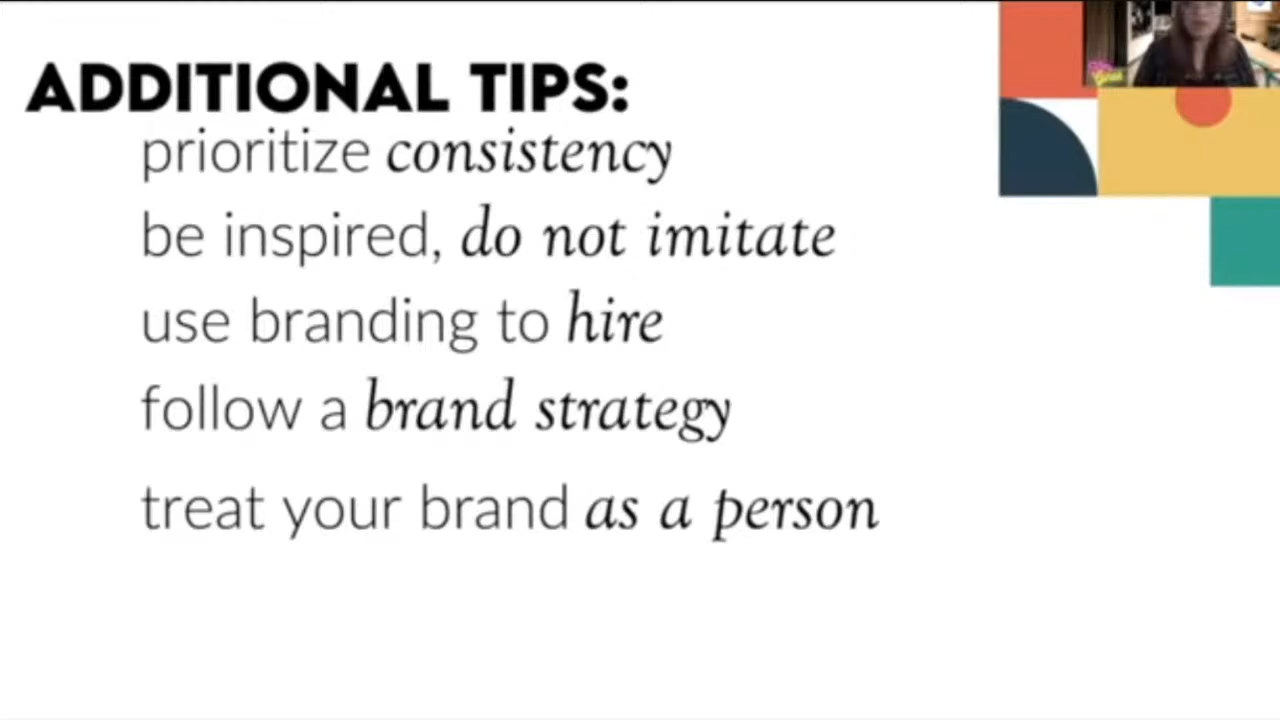 ADDITIONAL TIPS:
prioritize consistency
be inspired, do not imitate
use branding to hire
follow a brand strategy
treat your brand as a person